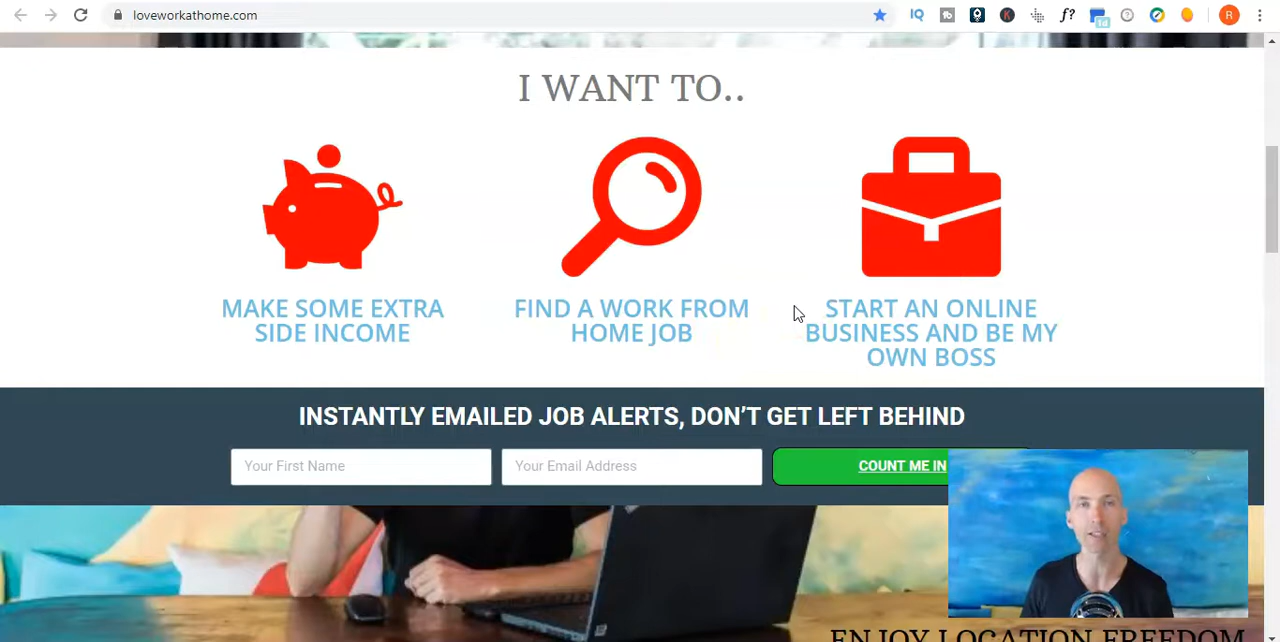 loveworkathome.com
IQ
f?
R
I WANT TO..
MAKE SOME EXTRA
SIDE INCOME
FIND A WORK FROM
HOME JOB
START AN ONLINE
BUSINESS AND BE MY
OWN BOSS
INSTANTLY EMAILED JOB ALERTS, DON'T GET LEFT BEHIND
Your First Name
Your Email Address
COUNT ME IN
ENJOY LOCATION FREEDOM